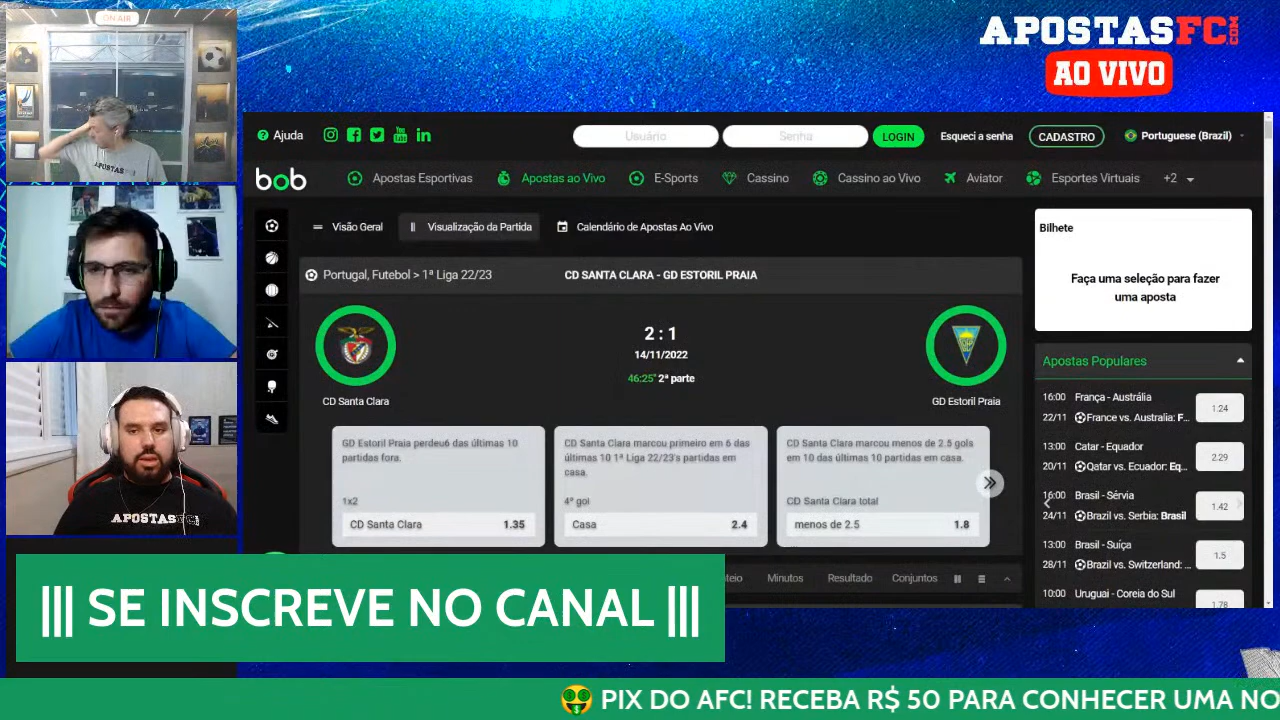 ON AIR
APOSTASFC.COM
AO VIVO
Ajuda
Usuário
Senha
LOGIN
Esqueci a senha
CADASTRO
Portuguese (Brazil)
bob
Apostas Esportivas
Apostas ao Vivo
E-Sports
Cassino
Cassino ao Vivo
Aviator
Esportes Virtuais
+2
Visão Geral
Visualização da Partida
Calendário de Apostas Ao Vivo
Portugal, Futebol > 1ª Liga 22/23
CD SANTA CLARA - GD ESTORIL PRAIA
2 : 1
14/11/2022
46:25" 2ª parte
CD Santa Clara
GD Estoril Praia
GD Estoril Praia perdeu6 das últimas 10
partidas fora.
1x2
CD Santa Clara 1.35
CD Santa Clara marcou primeiro em 6 das
últimas 10 1ª Liga 22/23's partidas em
casa.
4º gol
Casa 2.4
CD Santa Clara marcou menos de 2.5 gols
em 10 das últimas 10 partidas em casa.
CD Santa Clara total
menos de 2.5 1.8
teio
Minutos
Resultado
Conjuntos
Bilhete
Faça uma seleção para fazer
uma aposta
Apostas Populares
16:00 França - Austrália
22/11 France vs. Australia: F...
1.24
13:00 Catar - Equador
20/11 Qatar vs. Ecuador: Eq...
2.29
16:00 Brasil - Sérvia
24/11 Brazil vs. Serbia: Brasil
1.42
13:00 Brasil - Suíça
28/11 Brazil vs. Switzerland: ...
1.5
10:00 Uruguai - Coreia do Sul
1.78
APOSTAS
APOSTASFC
||| SE INSCREVE NO CANAL |||
🤑 PIX DO AFC! RECEBA R$ 50 PARA CONHECER UMA NO